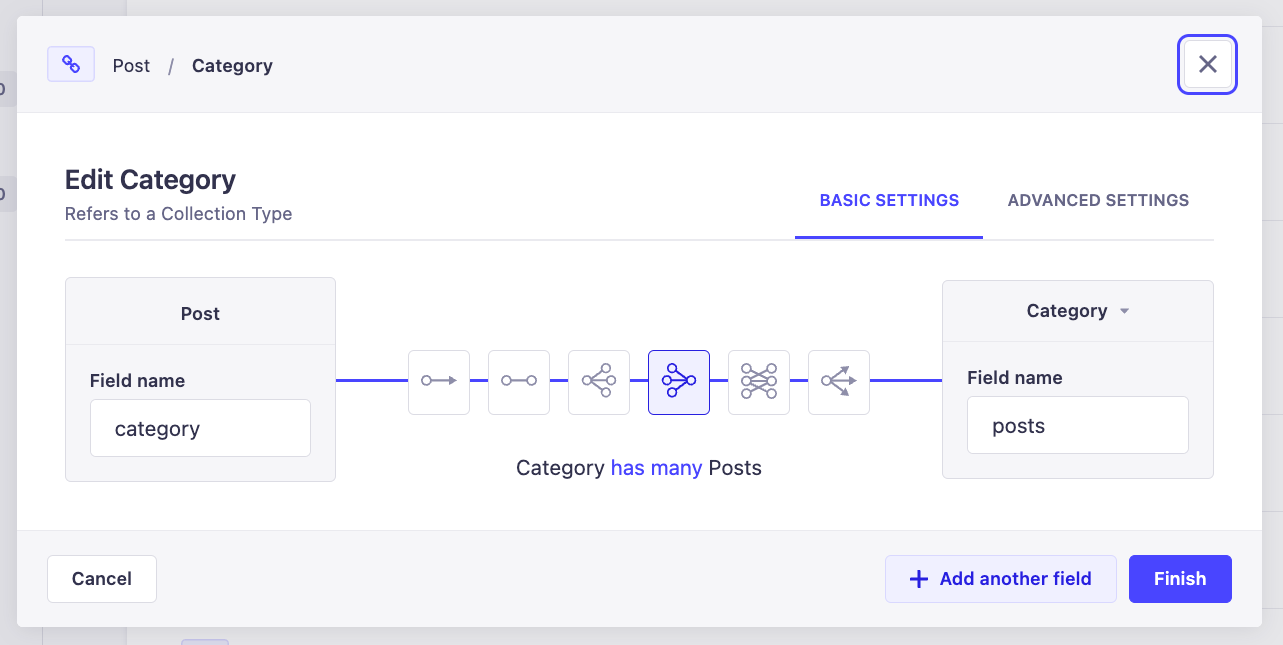 Post / Category
Edit Category
Refers to a Collection Type
BASIC SETTINGS
ADVANCED SETTINGS
Post
Field name
category
Category has many Posts
Category
Field name
posts
Cancel
Add another field
Finish